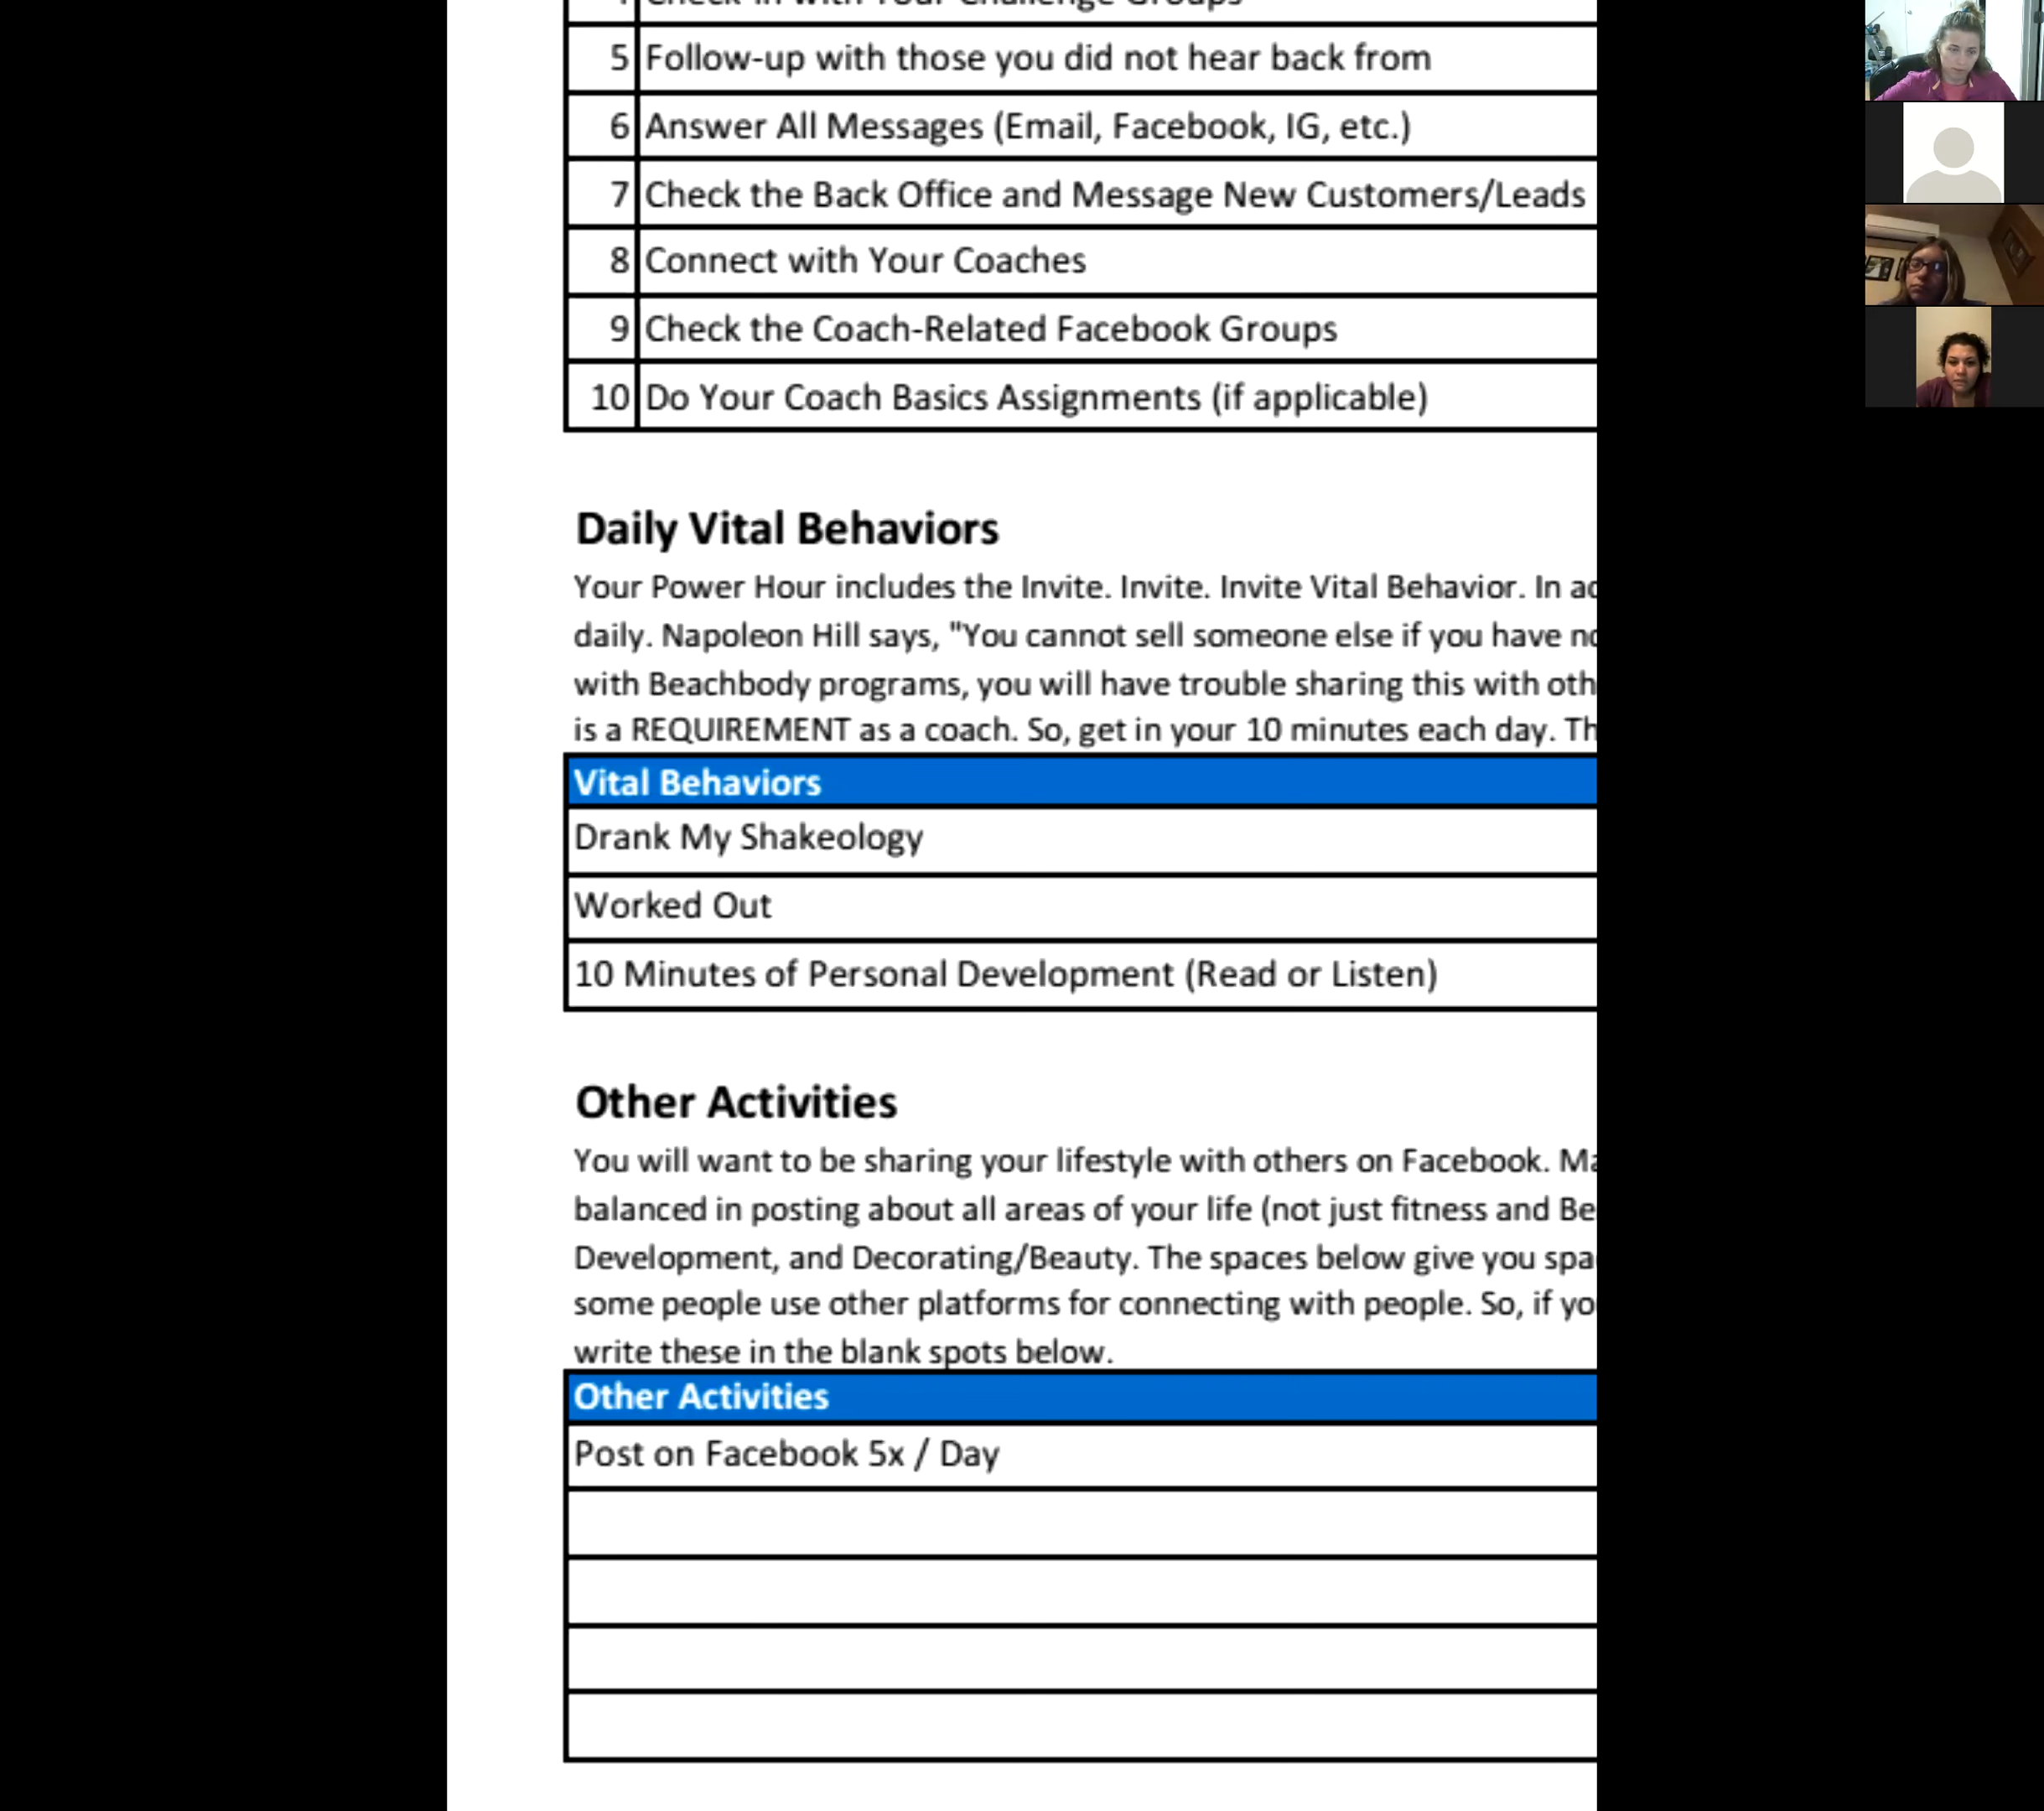 Check-in with Your Challenge Groups
5 Follow-up with those you did not hear back from
6 Answer All Messages (Email, Facebook, IG, etc.)
7 Check the Back Office and Message New Customers/Leads
8 Connect with Your Coaches
9 Check the Coach-Related Facebook Groups
10 Do Your Coach Basics Assignments (if applicable)
Daily Vital Behaviors
Your Power Hour includes the Invite. Invite. Invite Vital Behavior. In
daily. Napoleon Hill says, "You cannot sell someone else if you have
with Beachbody programs, you will have trouble sharing this with
is a REQUIREMENT as a coach. So, get in your 10 minutes each day.
Vital Behaviors
Drank My Shakeology
Worked Out
10 Minutes of Personal Development (Read or Listen)
Other Activities
You will want to be sharing your lifestyle with others on Facebook.
balanced in posting about all areas of your life (not just fitness and
Development, and Decorating/Beauty. The spaces below give you
some people use other platforms for connecting with people. So, if
write these in the blank spots below.
Other Activities
Post on Facebook 5x / Day